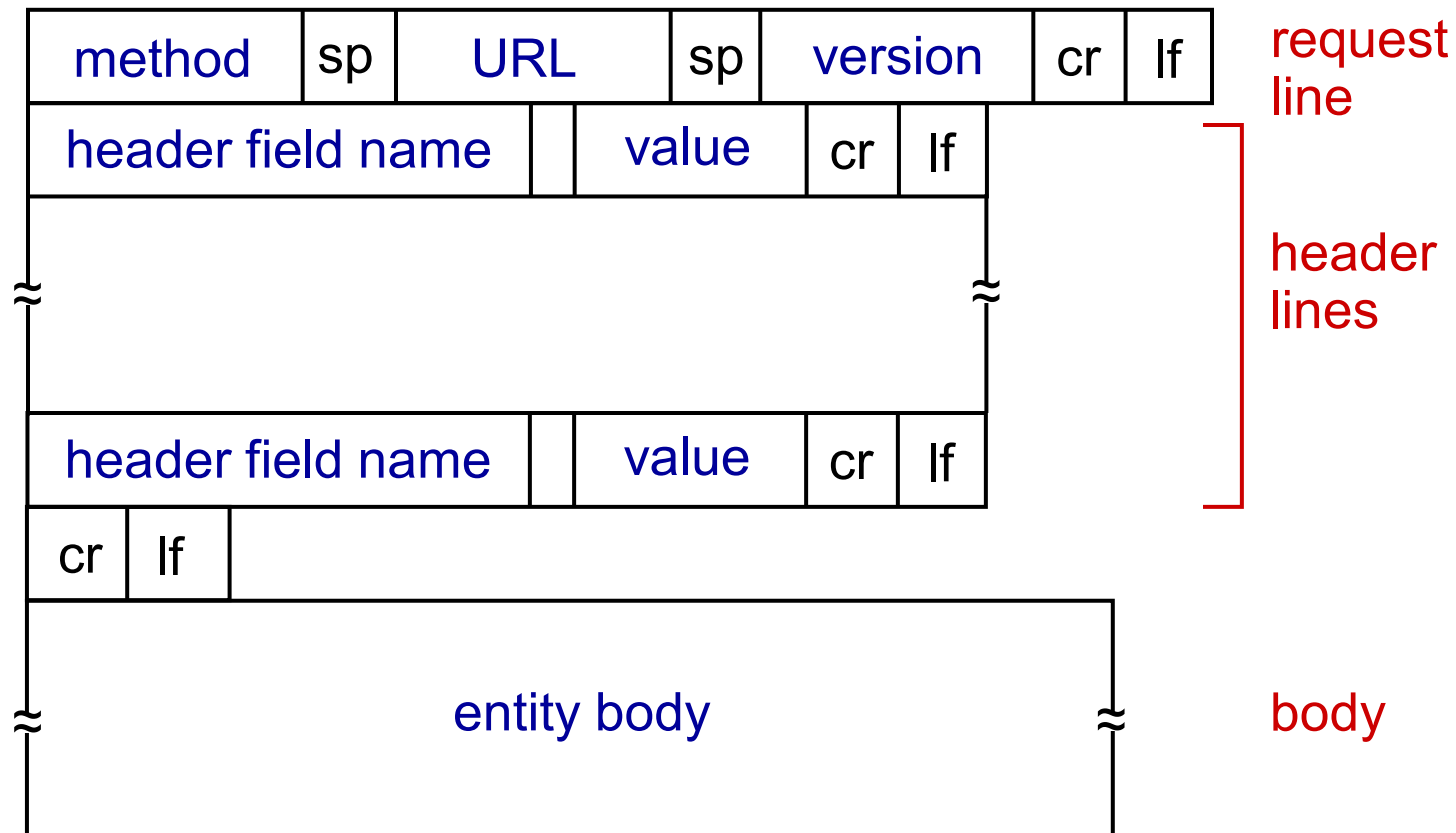 method sp URL sp version cr lf
request
line
header field name value cr lf
header
lines
header field name value cr lf
cr lf
entity body
body